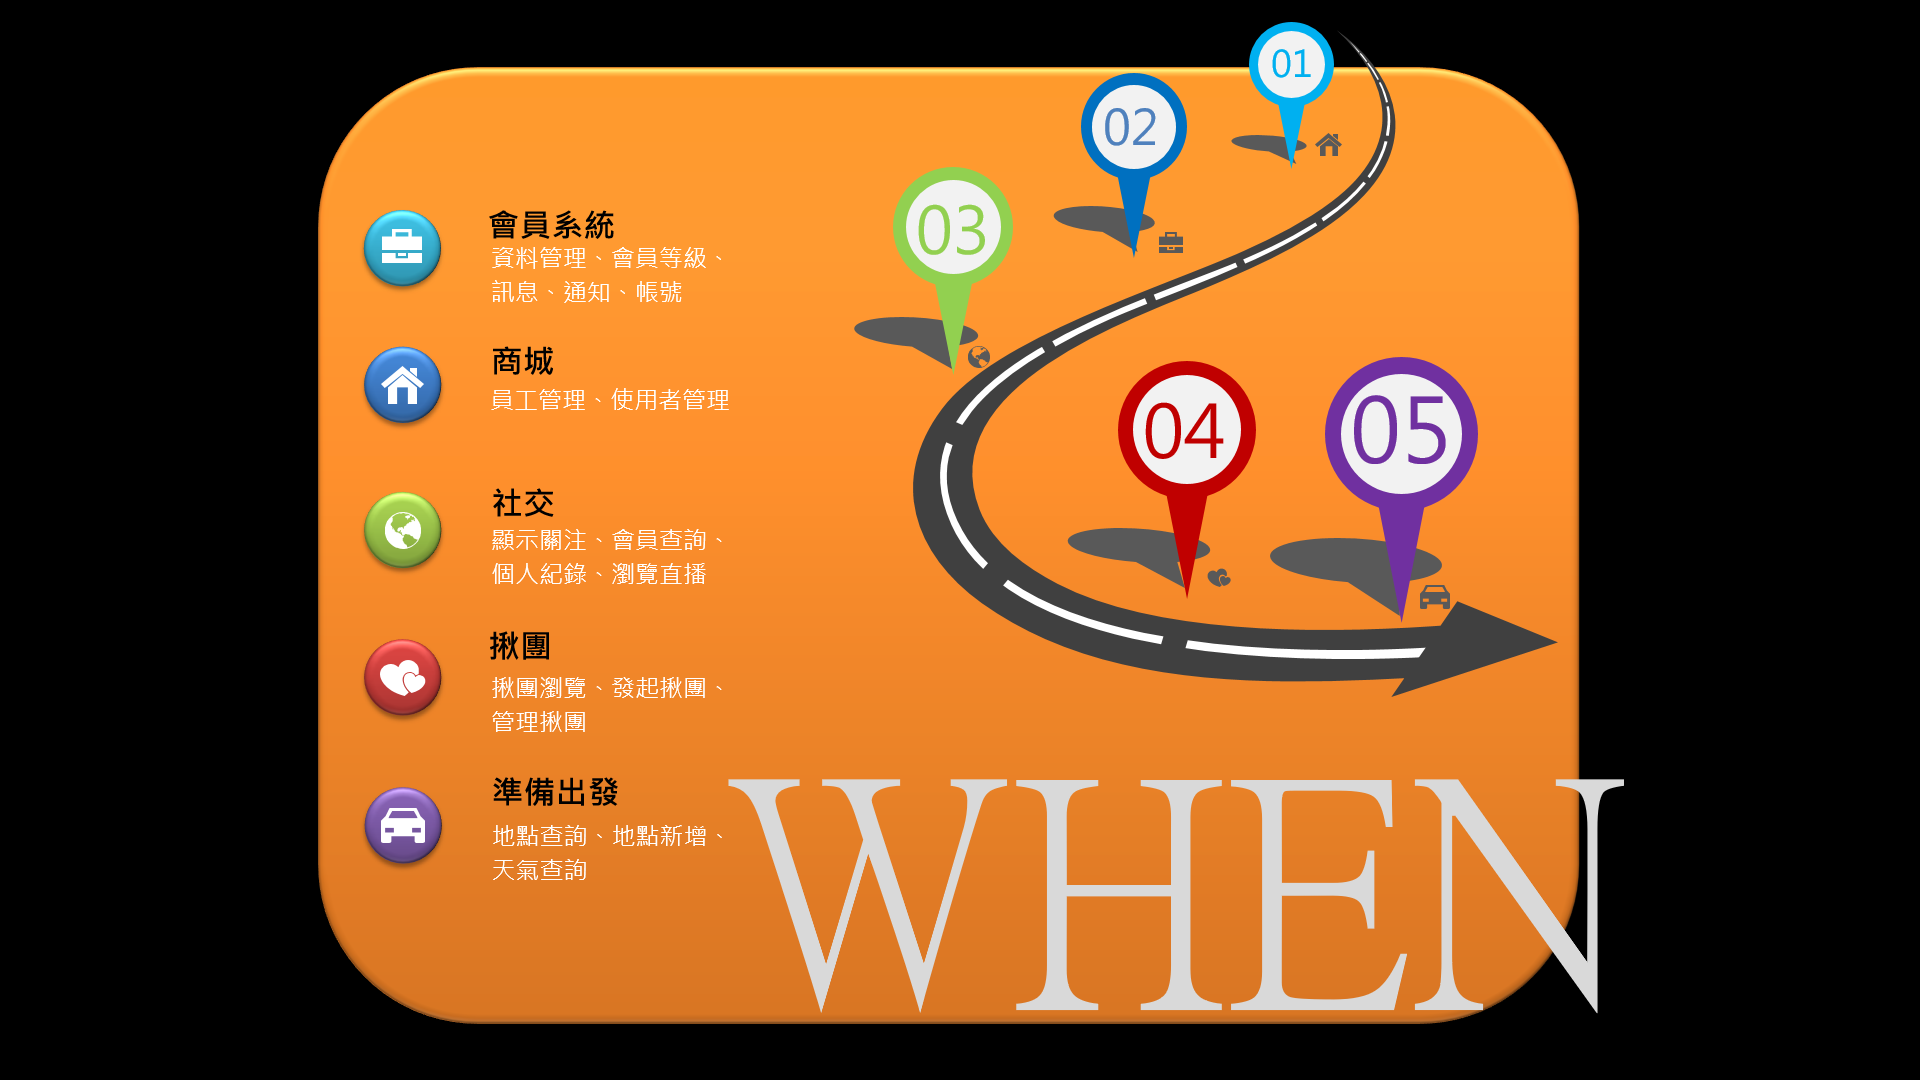 會員系統
資料管理、會員等級、
訊息、通知、帳號
商城
員工管理、使用者管理
社交
顯示關注、會員查詢、
個人紀錄、瀏覽直播
揪團
揪團瀏覽、發起揪團、
管理揪團
準備出發
地點查詢、地點新增、
天氣查詢
01
02
03
04
05
WHEN